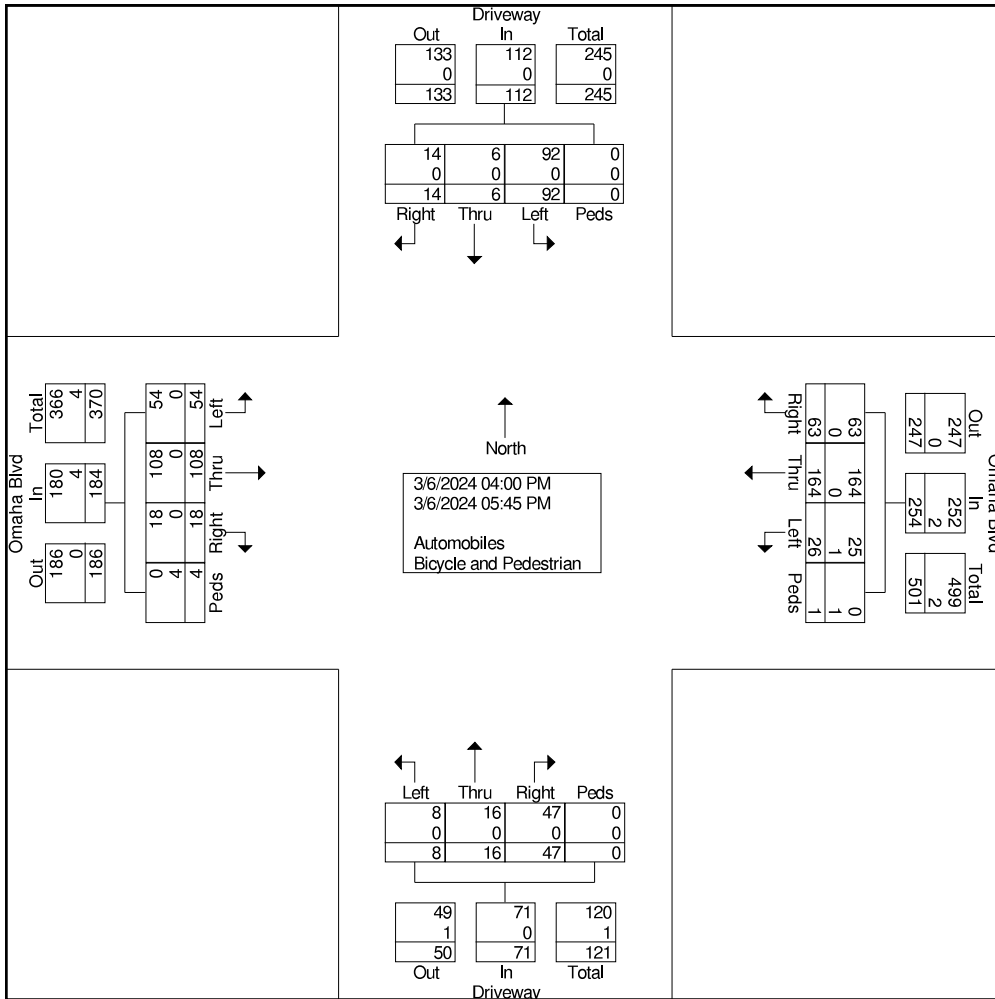 Driveway
Out In Total
133 112 245
0 0 0
133 112 245
14 6 92 0
0 0 0 0
14 6 92 0
Right Thru Left Peds
Omaha Blvd
Total In Out
366 180 186
4 4 0
370 184 186
54 108 18 0
0 0 0 4
54 108 18 4
Left Thru Right Peds
North
3/6/2024 04:00 PM
3/6/2024 05:45 PM
Automobiles
Bicycle and Pedestrian
Right Thru Left Peds
63 164 25 0
0 0 1 1
63 164 26 1
Out In Total
247 252 499
0 2 2
247 254 501
Omaha Blvd
Left Thru Right Peds
8 16 47 0
0 0 0 0
8 16 47 0
49 71 120
1 0 1
50 71 121
Out In Total
Driveway